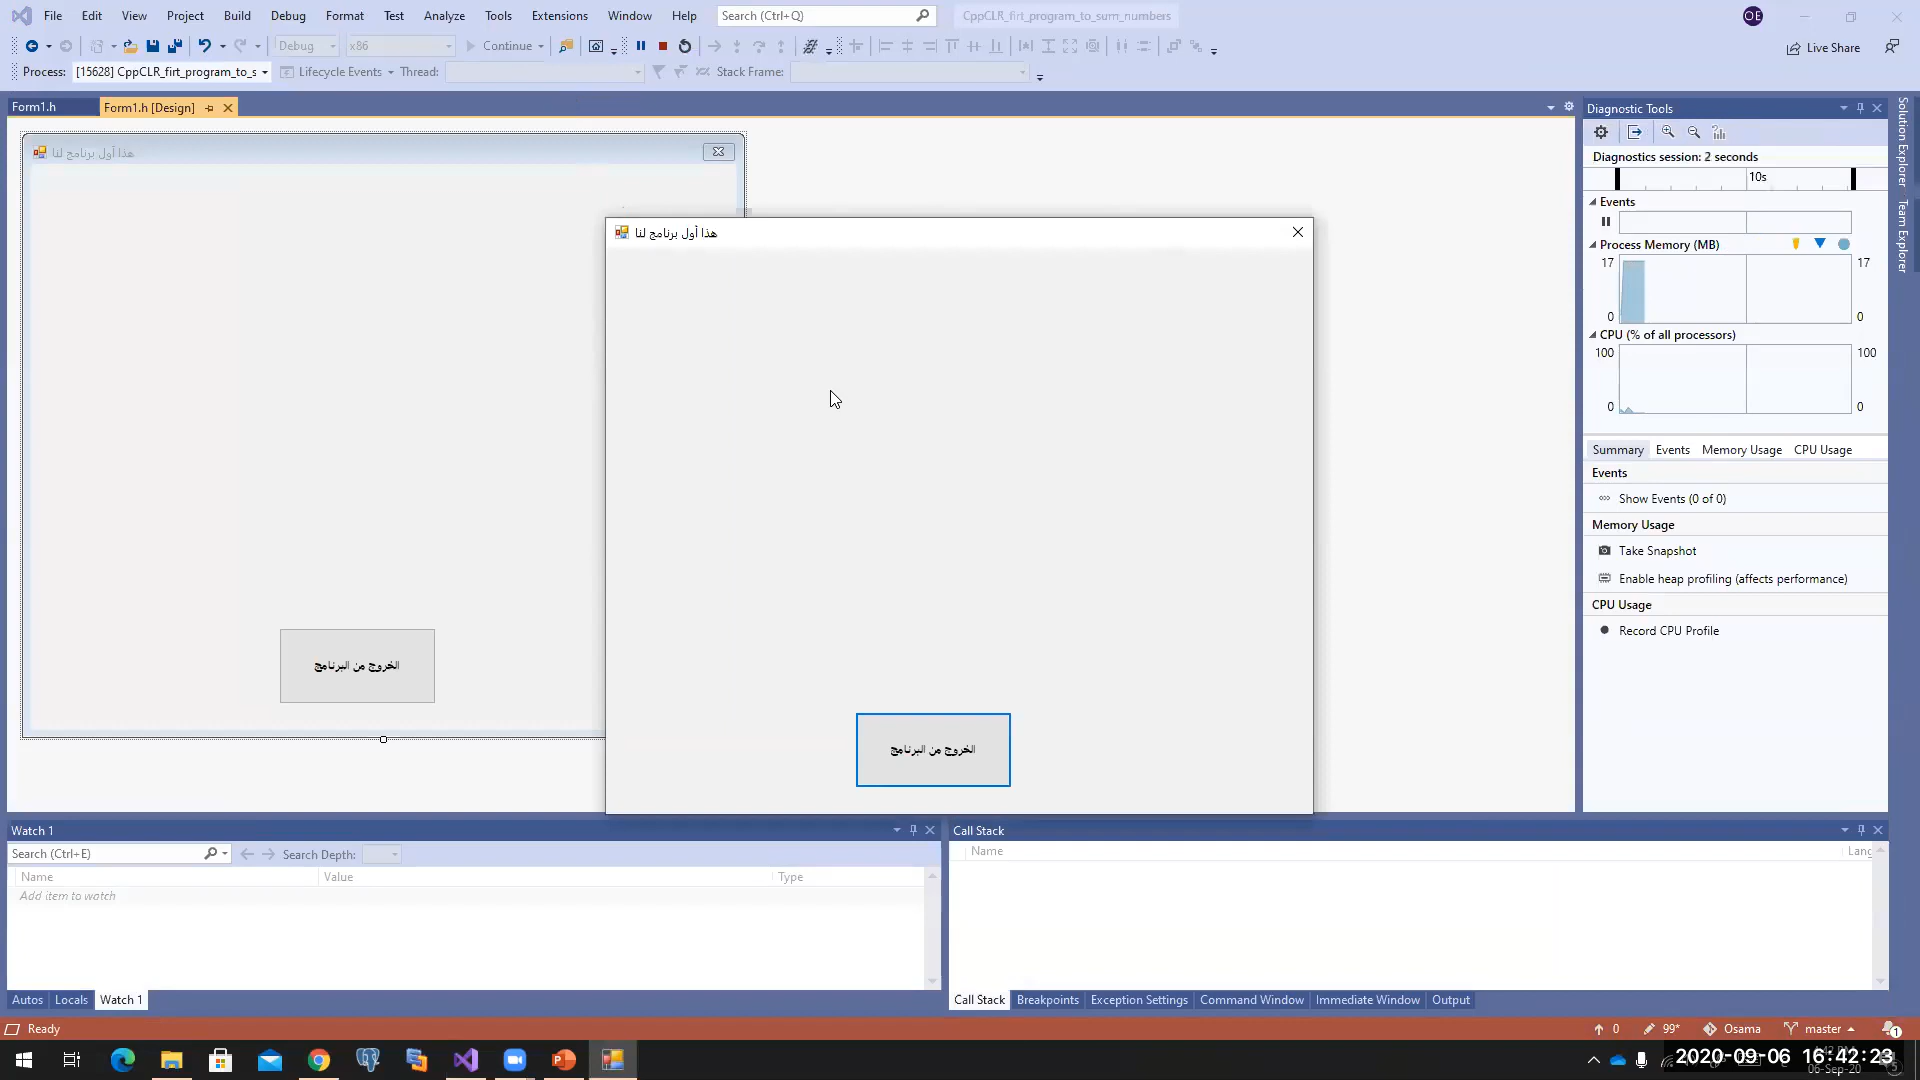 File Edit View Project Build Debug Format Test Analyze Tools Extensions Window Help Search (Ctrl+Q) CppCLR_firt_program_to_sum_numbers OE
Debug x86 Continue Live Share
Process: [15628] CppCLR_firt_program_to_s Lifecycle Events Thread: Stack Frame:
Form1.h Form1.h [Design]
هذا أول برنامج لنا
الخروج من البرنامج
هذا أول برنامج لنا
الخروج من البرنامج
Diagnostic Tools
Diagnostics session: 2 seconds
10s
Events
Process Memory (MB)
17 17
0 0
CPU (% of all processors)
100 100
0 0
Summary Events Memory Usage CPU Usage
Events
Show Events (0 of 0)
Memory Usage
Take Snapshot
Enable heap profiling (affects performance)
CPU Usage
Record CPU Profile
Solution Explorer
Team Explorer
Watch 1
Search (Ctrl+E) Search Depth:
Name Value Type
Add item to watch
Autos Locals Watch 1
Call Stack
Name Lang
Call Stack Breakpoints Exception Settings Command Window Immediate Window Output
Ready 0 99* Osama master 1
2020-09-06 16:42:23
06-Sep-20 5